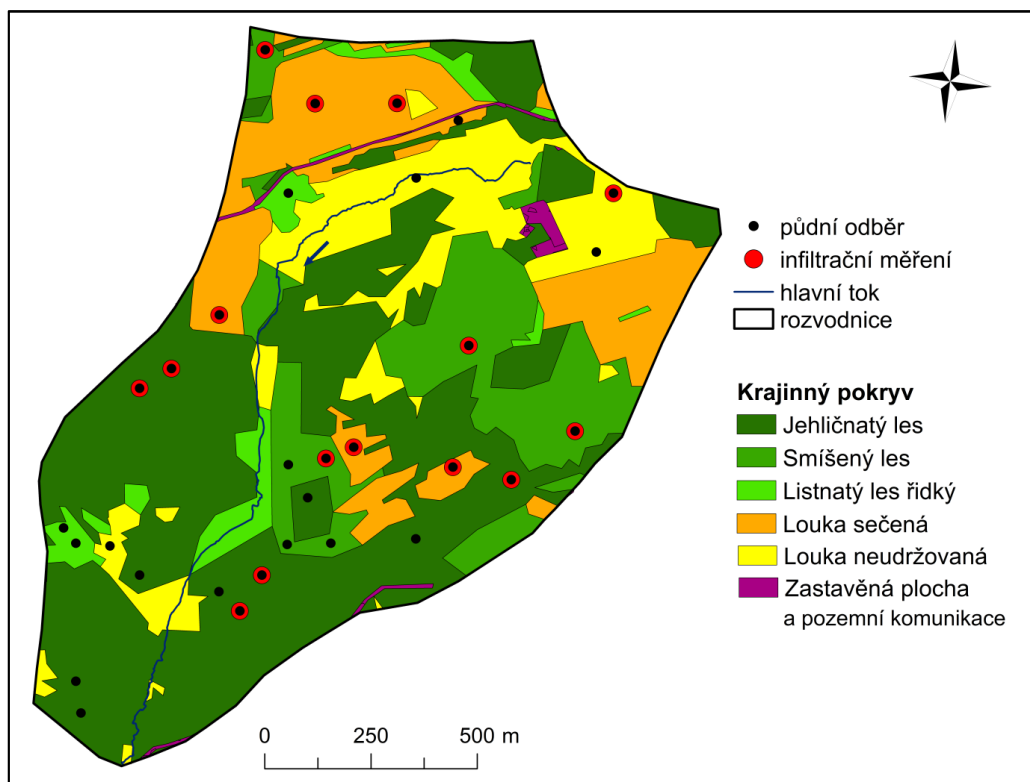 půdní odběr
infiltrační měření
hlavní tok
rozvodnice
Krajinný pokryv
Jehličnatý les
Smíšený les
Listnatý les řidký
Louka sečená
Louka neudržovaná
Zastavěná plocha
a pozemní komunikace
0 250 500 m